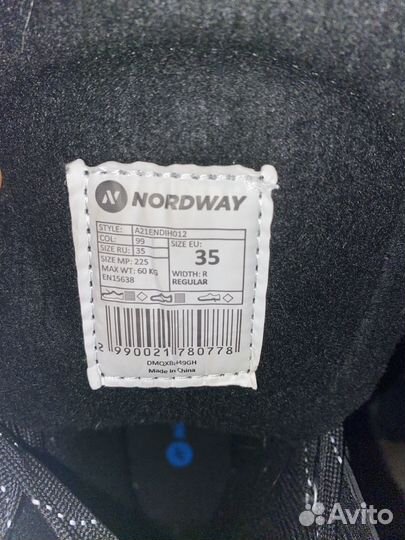 NORDWAY
STYLE: A21ENDIH012
COL: 99
SIZE RU: 35
SIZE MP: 225
MAX WT: 60 Kg
EN15638
SIZE EU:
35
WIDTH: R
REGULAR
2 990021 780778
Made in China
Avito